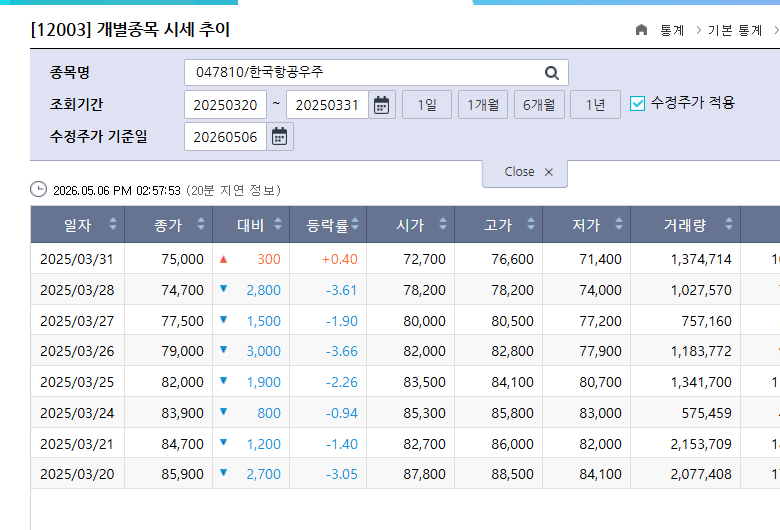 [12003] 개별종목 시세 추이
통계 > 기본 통계 >
종목명 047810/한국항공우주
조회기간 20250320 ~ 20250331 1일 1개월 6개월 1년 수정주가 적용
수정주가 기준일 20260506
Close ×
2026.05.06 PM 02:57:53 (20분 지연 정보)
일자 종가 대비 등락률 시가 고가 저가 거래량
2025/03/31 75,000 ▲ 300 +0.40 72,700 76,600 71,400 1,374,714
2025/03/28 74,700 ▼ 2,800 -3.61 78,200 78,200 74,000 1,027,570
2025/03/27 77,500 ▼ 1,500 -1.90 80,000 80,500 77,200 757,160
2025/03/26 79,000 ▼ 3,000 -3.66 82,000 82,800 77,900 1,183,772
2025/03/25 82,000 ▼ 1,900 -2.26 83,500 84,100 80,700 1,341,700
2025/03/24 83,900 ▼ 800 -0.94 85,300 85,800 83,000 575,459
2025/03/21 84,700 ▼ 1,200 -1.40 82,700 86,000 82,000 2,153,709
2025/03/20 85,900 ▼ 2,700 -3.05 87,800 88,500 84,100 2,077,408